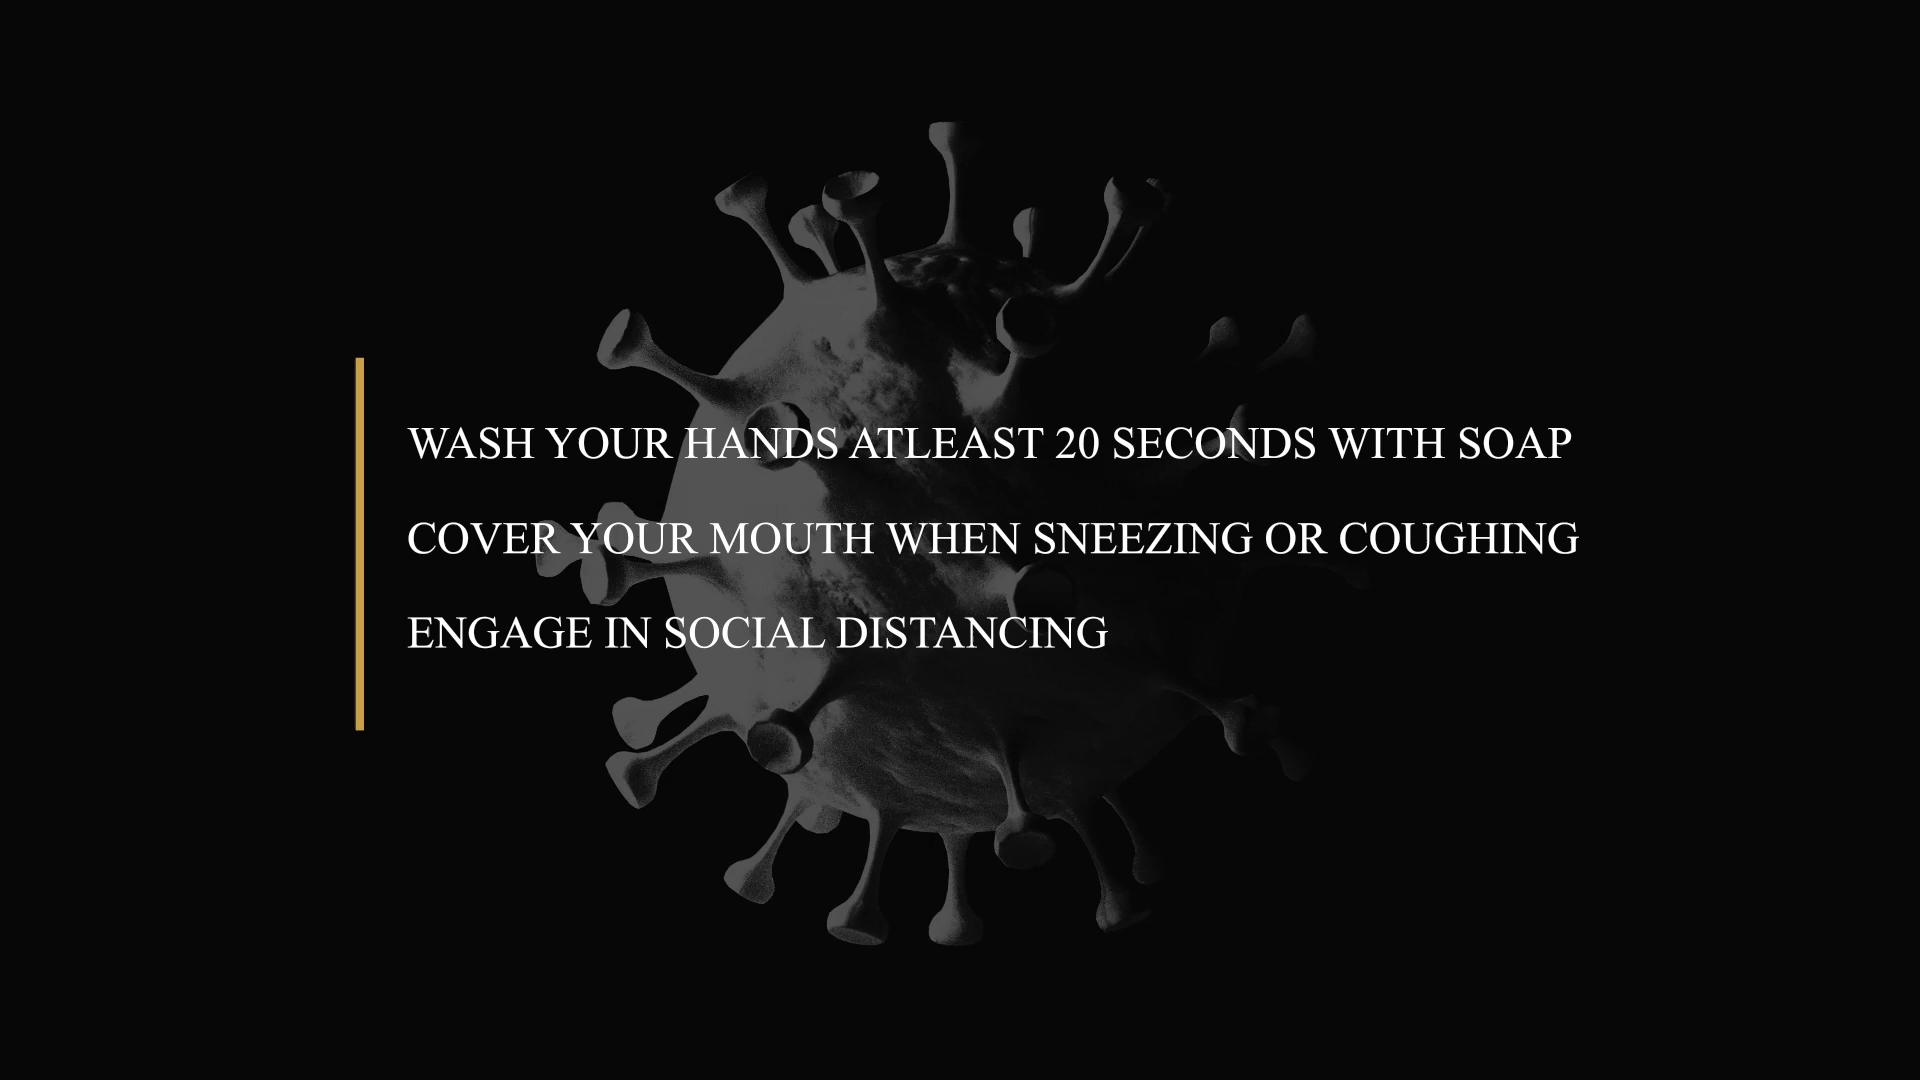 WASH YOUR HANDS ATLEAST 20 SECONDS WITH SOAP
COVER YOUR MOUTH WHEN SNEEZING OR COUGHING
ENGAGE IN SOCIAL DISTANCING